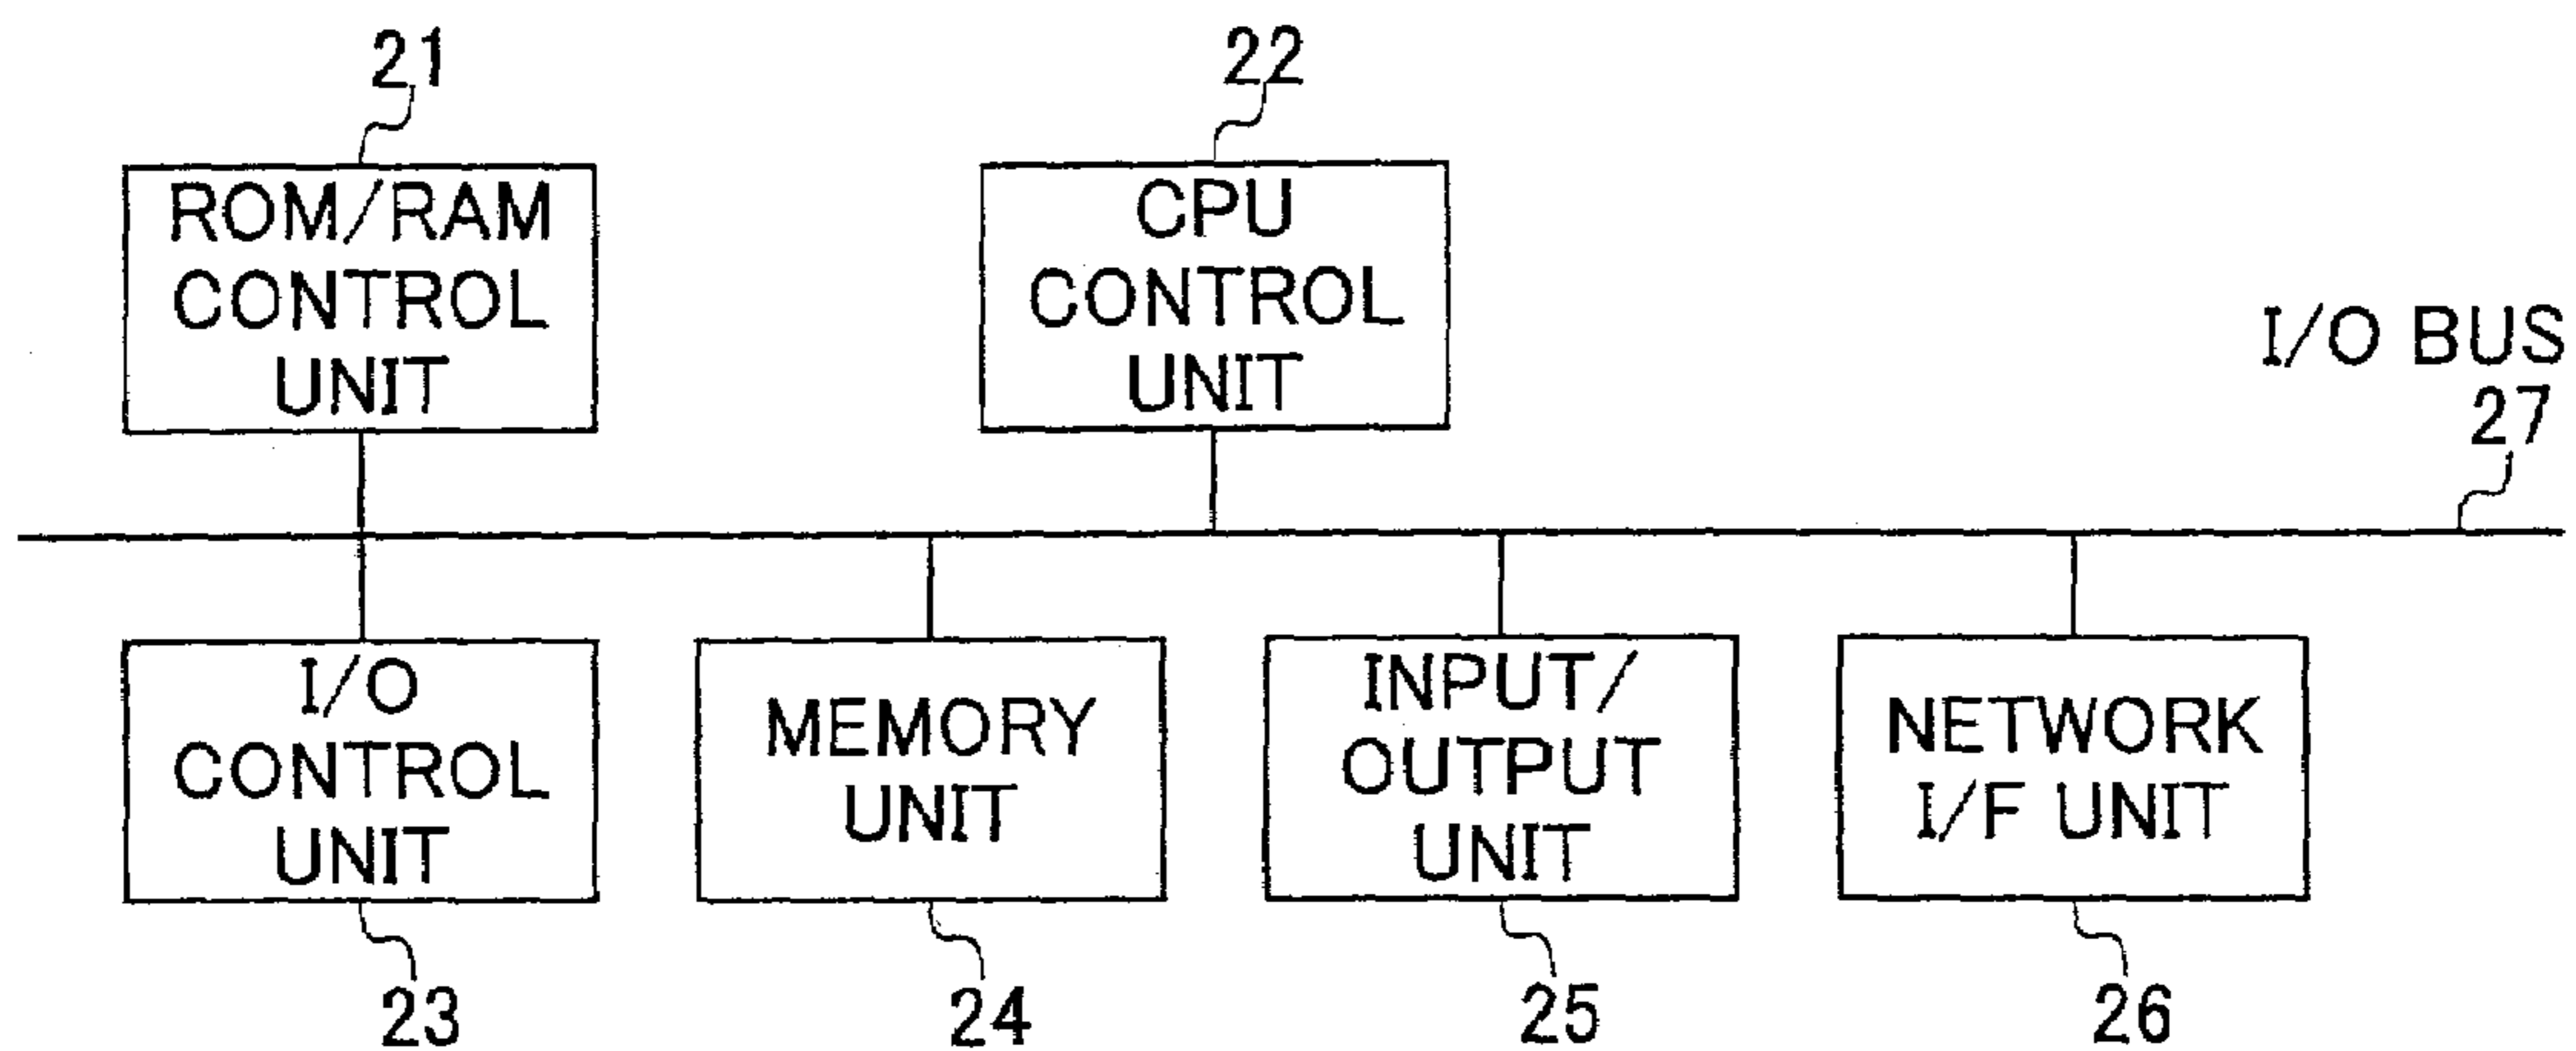 21
22
ROM/RAM
CONTROL
UNIT
CPU
CONTROL
UNIT
I/O BUS
27
I/O
CONTROL
UNIT
MEMORY
UNIT
INPUT/
OUTPUT
UNIT
NETWORK
I/F UNIT
23
24
25
26